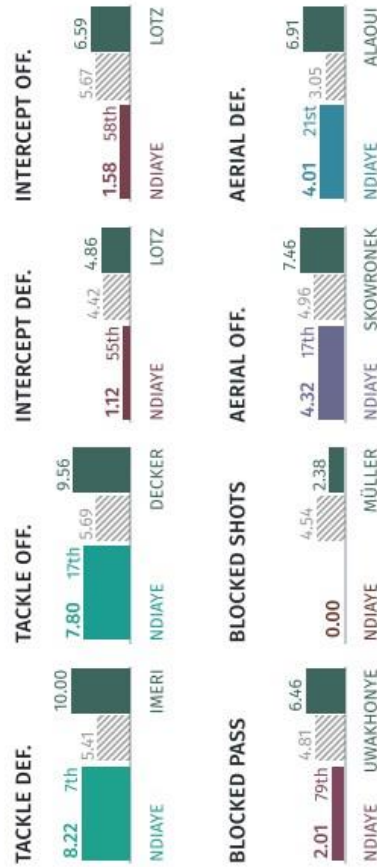 TACKLE DEF.
8.22 7th
5.41
10.00
NDIAYE
IMERI
TACKLE OFF.
7.80 17th
5.69
9.56
NDIAYE
DECKER
INTERCEPT DEF.
1.12 55th
4.42
4.86
NDIAYE
LOTZ
INTERCEPT OFF.
1.58 58th
5.67
6.59
NDIAYE
LOTZ
BLOCKED PASS
2.01 79th
4.81
6.46
NDIAYE
UWAKHONYE
BLOCKED SHOTS
0.00
4.54
2.38
NDIAYE
MÜLLER
AERIAL OFF.
4.32 17th
4.96
7.46
NDIAYE
SKOWRONEK
AERIAL DEF.
4.01 21st
3.05
6.91
NDIAYE
ALAOUI